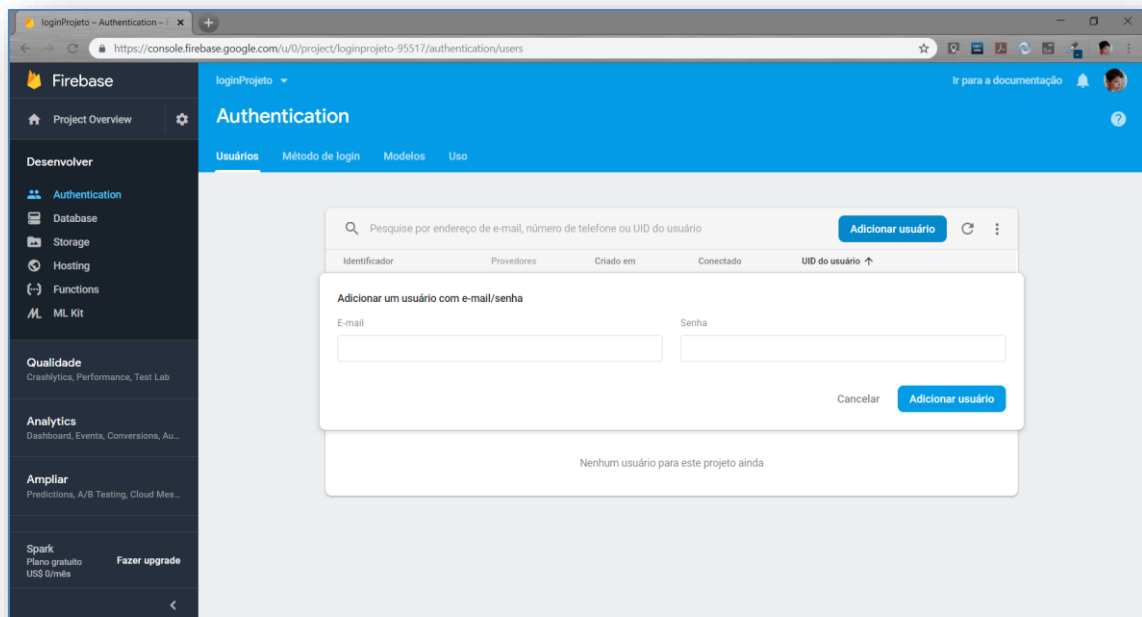 loginProjeto – Authentication –
https://console.firebase.google.com/u/0/project/loginprojeto-95517/authentication/users
Firebase
loginProjeto
Ir para a documentação
Project Overview
Authentication
Usuários
Método de login
Modelos
Uso
Desenvolver
Authentication
Database
Storage
Hosting
Functions
ML Kit
Qualidade
Crashlytics, Performance, Test Lab
Analytics
Dashboard, Events, Conversions, Au...
Ampliar
Predictions, A/B Testing, Cloud Mes...
Spark
Plano gratuito
US$ 0/mês
Fazer upgrade
Pesquise por endereço de e-mail, número de telefone ou UID do usuário
Adicionar usuário
Identificador
Provedores
Criado em
Conectado
UID do usuário
Adicionar um usuário com e-mail/senha
E-mail
Senha
Cancelar
Adicionar usuário
Nenhum usuário para este projeto ainda